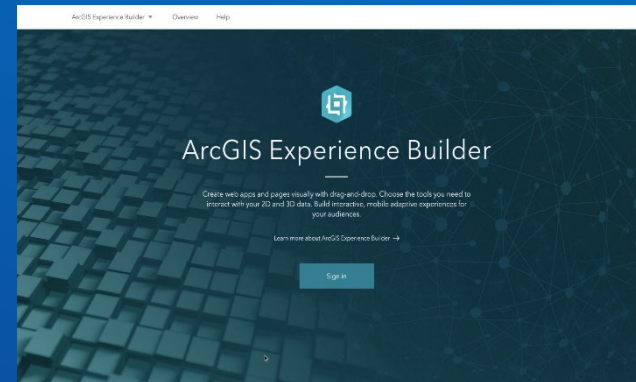 ArcGIS Experience Builder ▾ Overview Help
ArcGIS Experience Builder
Create web apps and pages visually with drag-and-drop. Choose the tools you need to
interact with your 2D and 3D data. Build interactive, mobile adaptive experiences for
your audiences.
Learn more about ArcGIS Experience Builder →
Sign in